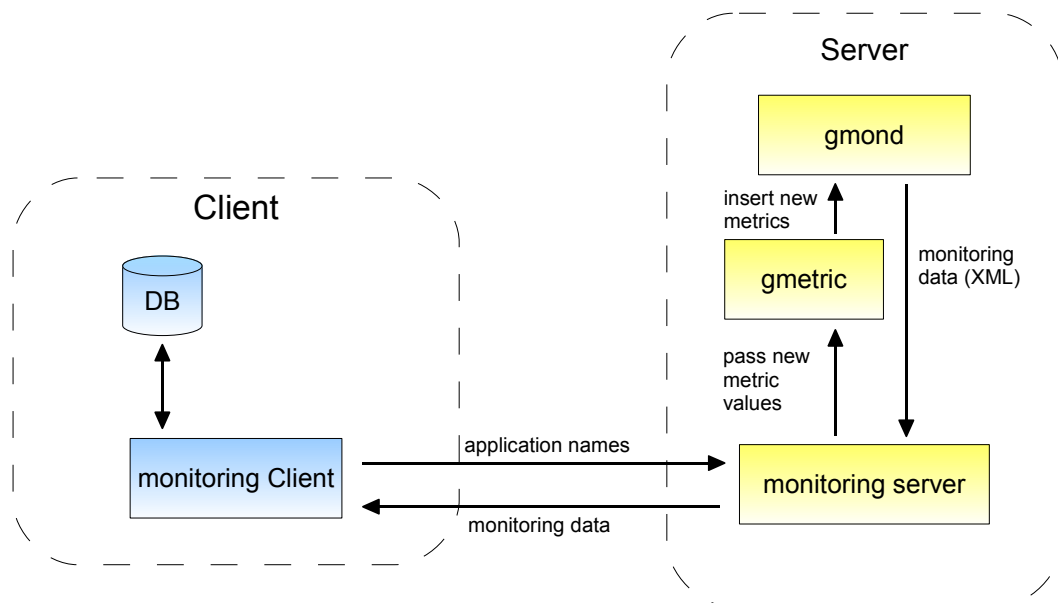 Server
gmond
insert new
metrics
monitoring
data (XML)
gmetric
pass new
metric
values
monitoring server
Client
DB
monitoring Client
application names
monitoring data